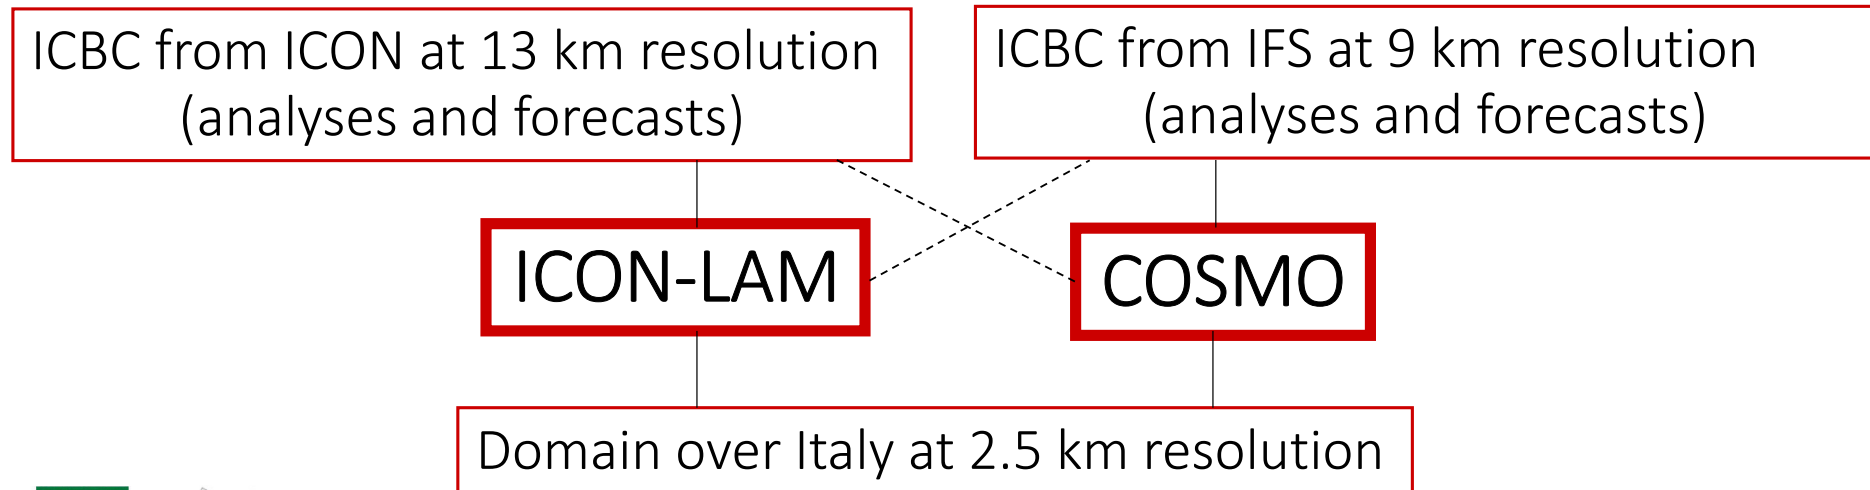 ICBC from ICON at 13 km resolution
(analyses and forecasts)
ICBC from IFS at 9 km resolution
(analyses and forecasts)
ICON-LAM
COSMO
Domain over Italy at 2.5 km resolution